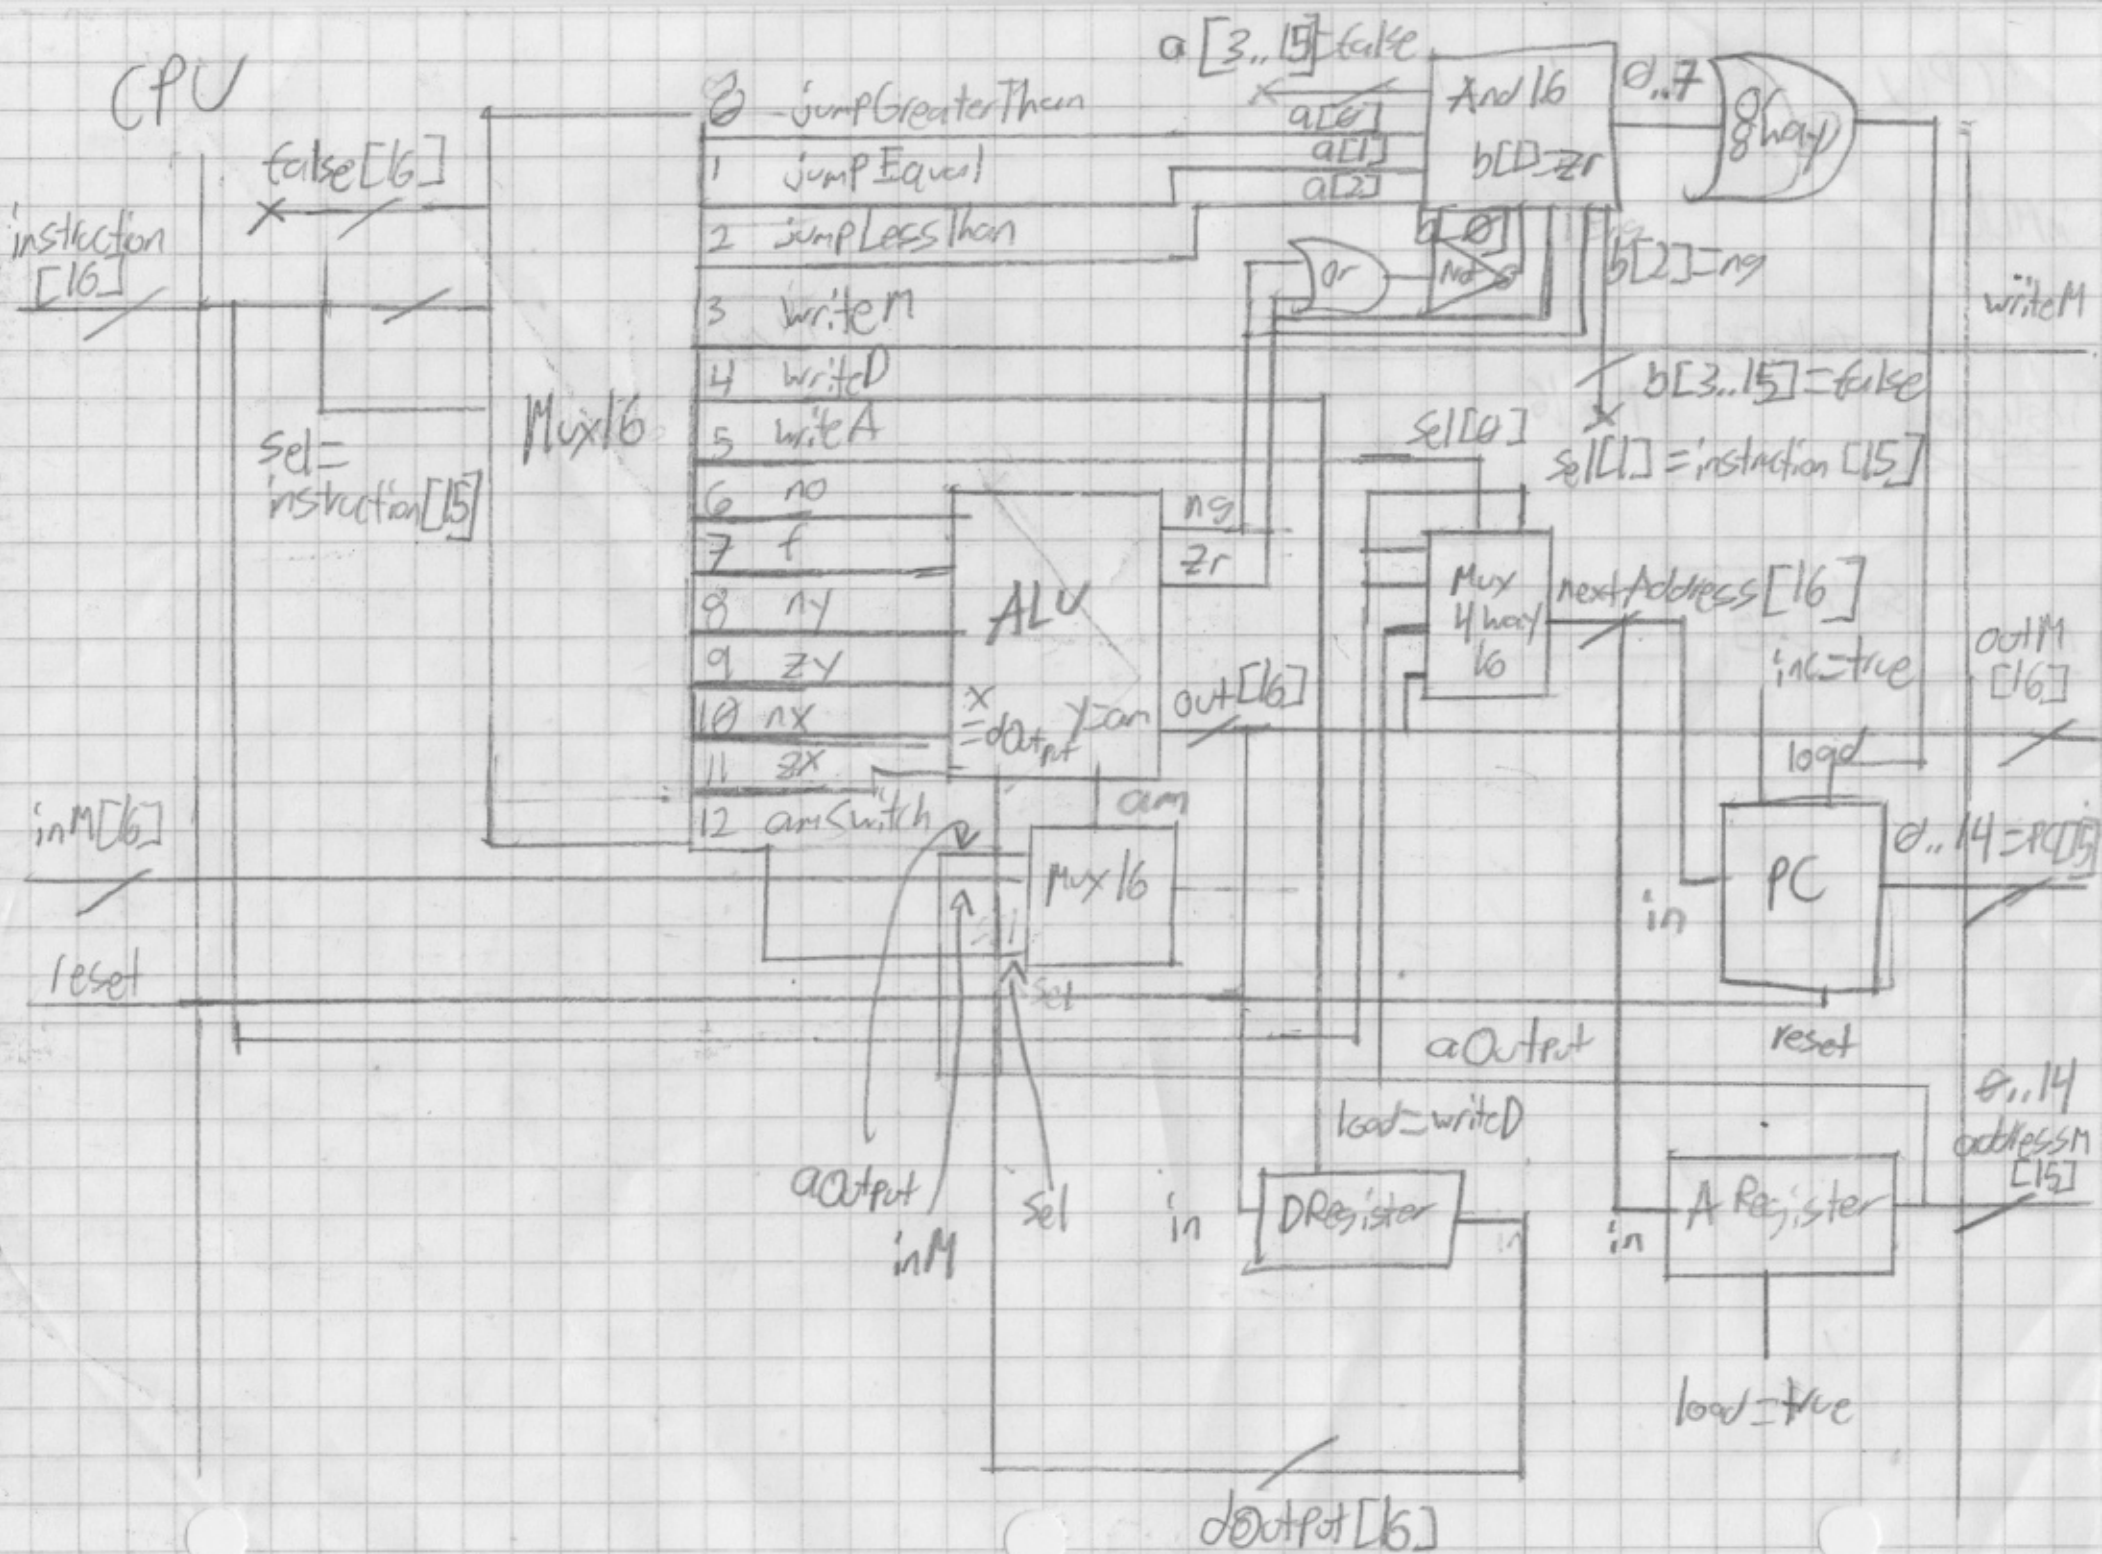 CPU
false[16]
instruction
[16]
sel=
instruction[15]
inM[16]
reset
Mux16
0 jumpGreaterThan
1 jumpEqual
2 jumpLessThan
3 writeM
4 writeD
5 writeA
6 no
7 f
8 ny
9 zy
10 nx
11 zx
12 amSwitch
a[3..15]=false
a[0]
a[1]
a[2]
And16
b[1]=zr
b[0]
b[2]=ng
b[3..15]=false
0..7
Or
8Way
Or
Not
writeM
ng
zr
ALU
x
=dOutput
y=am
out[16]
am
Mux16
sel
aOutput
inM
sel
sel[0]
sel[1]=instruction[15]
Mux
4Way
16
nextAddress[16]
inc=true
load
outM
[16]
PC
in
0..14=PC[15]
reset
aOutput
load=writeD
in
DRegister
in
A Register
0..14
addressM
[15]
load=true
dOutput[16]